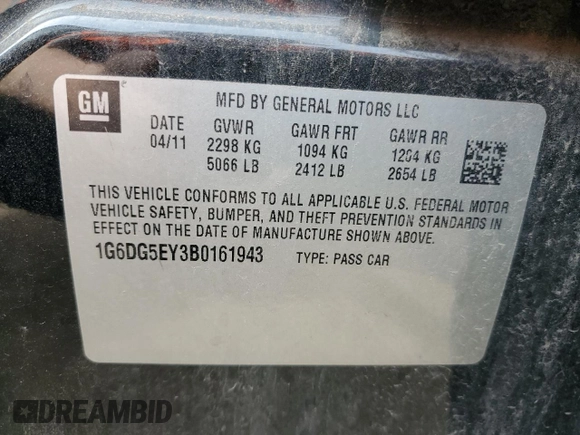 GM
MFD BY GENERAL MOTORS LLC
DATE GVWR GAWR FRT GAWR RR
04/11 2298 KG 1094 KG 1204 KG
5066 LB 2412 LB 2654 LB
THIS VEHICLE CONFORMS TO ALL APPLICABLE U.S. FEDERAL MOTOR
VEHICLE SAFETY, BUMPER, AND THEFT PREVENTION STANDARDS IN
EFFECT ON THE DATE OF MANUFACTURE SHOWN ABOVE.
1G6DG5EY3B0161943 TYPE: PASS CAR
DREAMBID